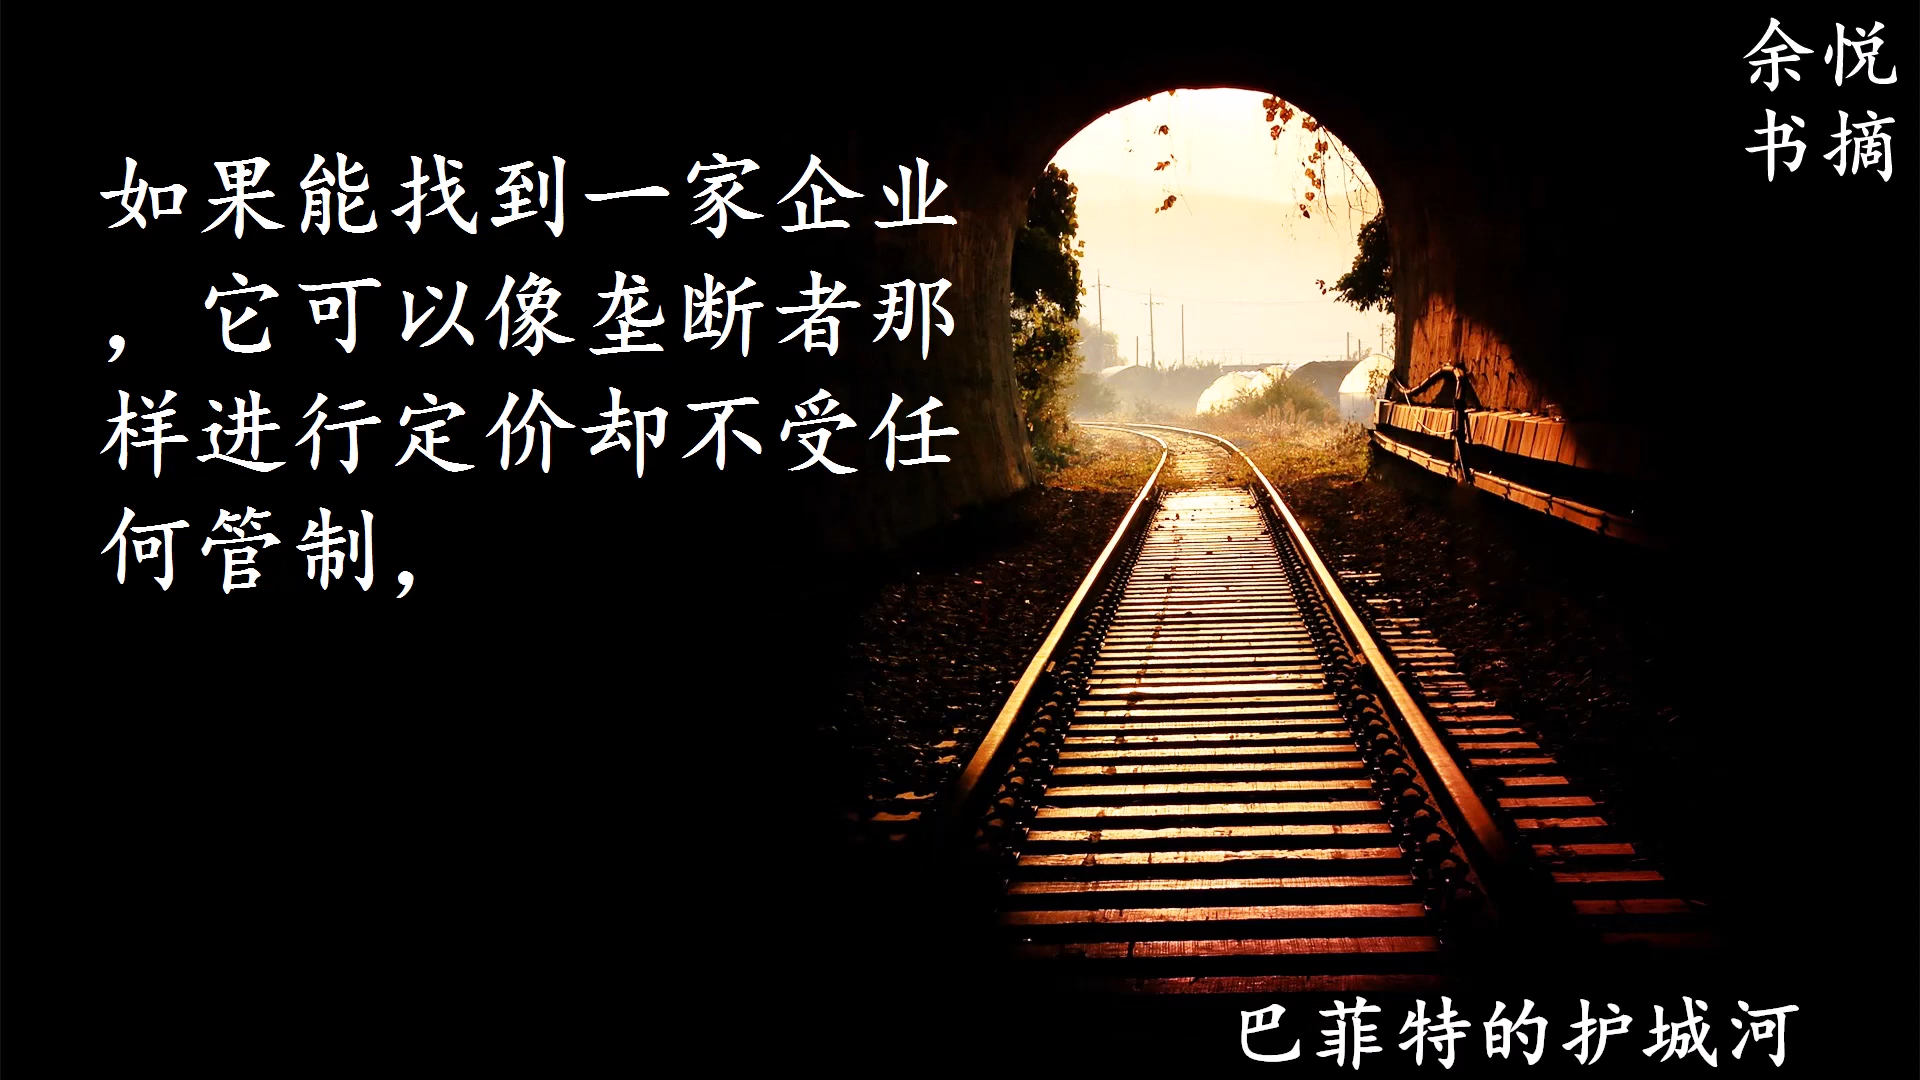 余悦
书摘
如果能找到一家企业
，它可以像垄断者那
样进行定价却不受任
何管制，
巴菲特的护城河